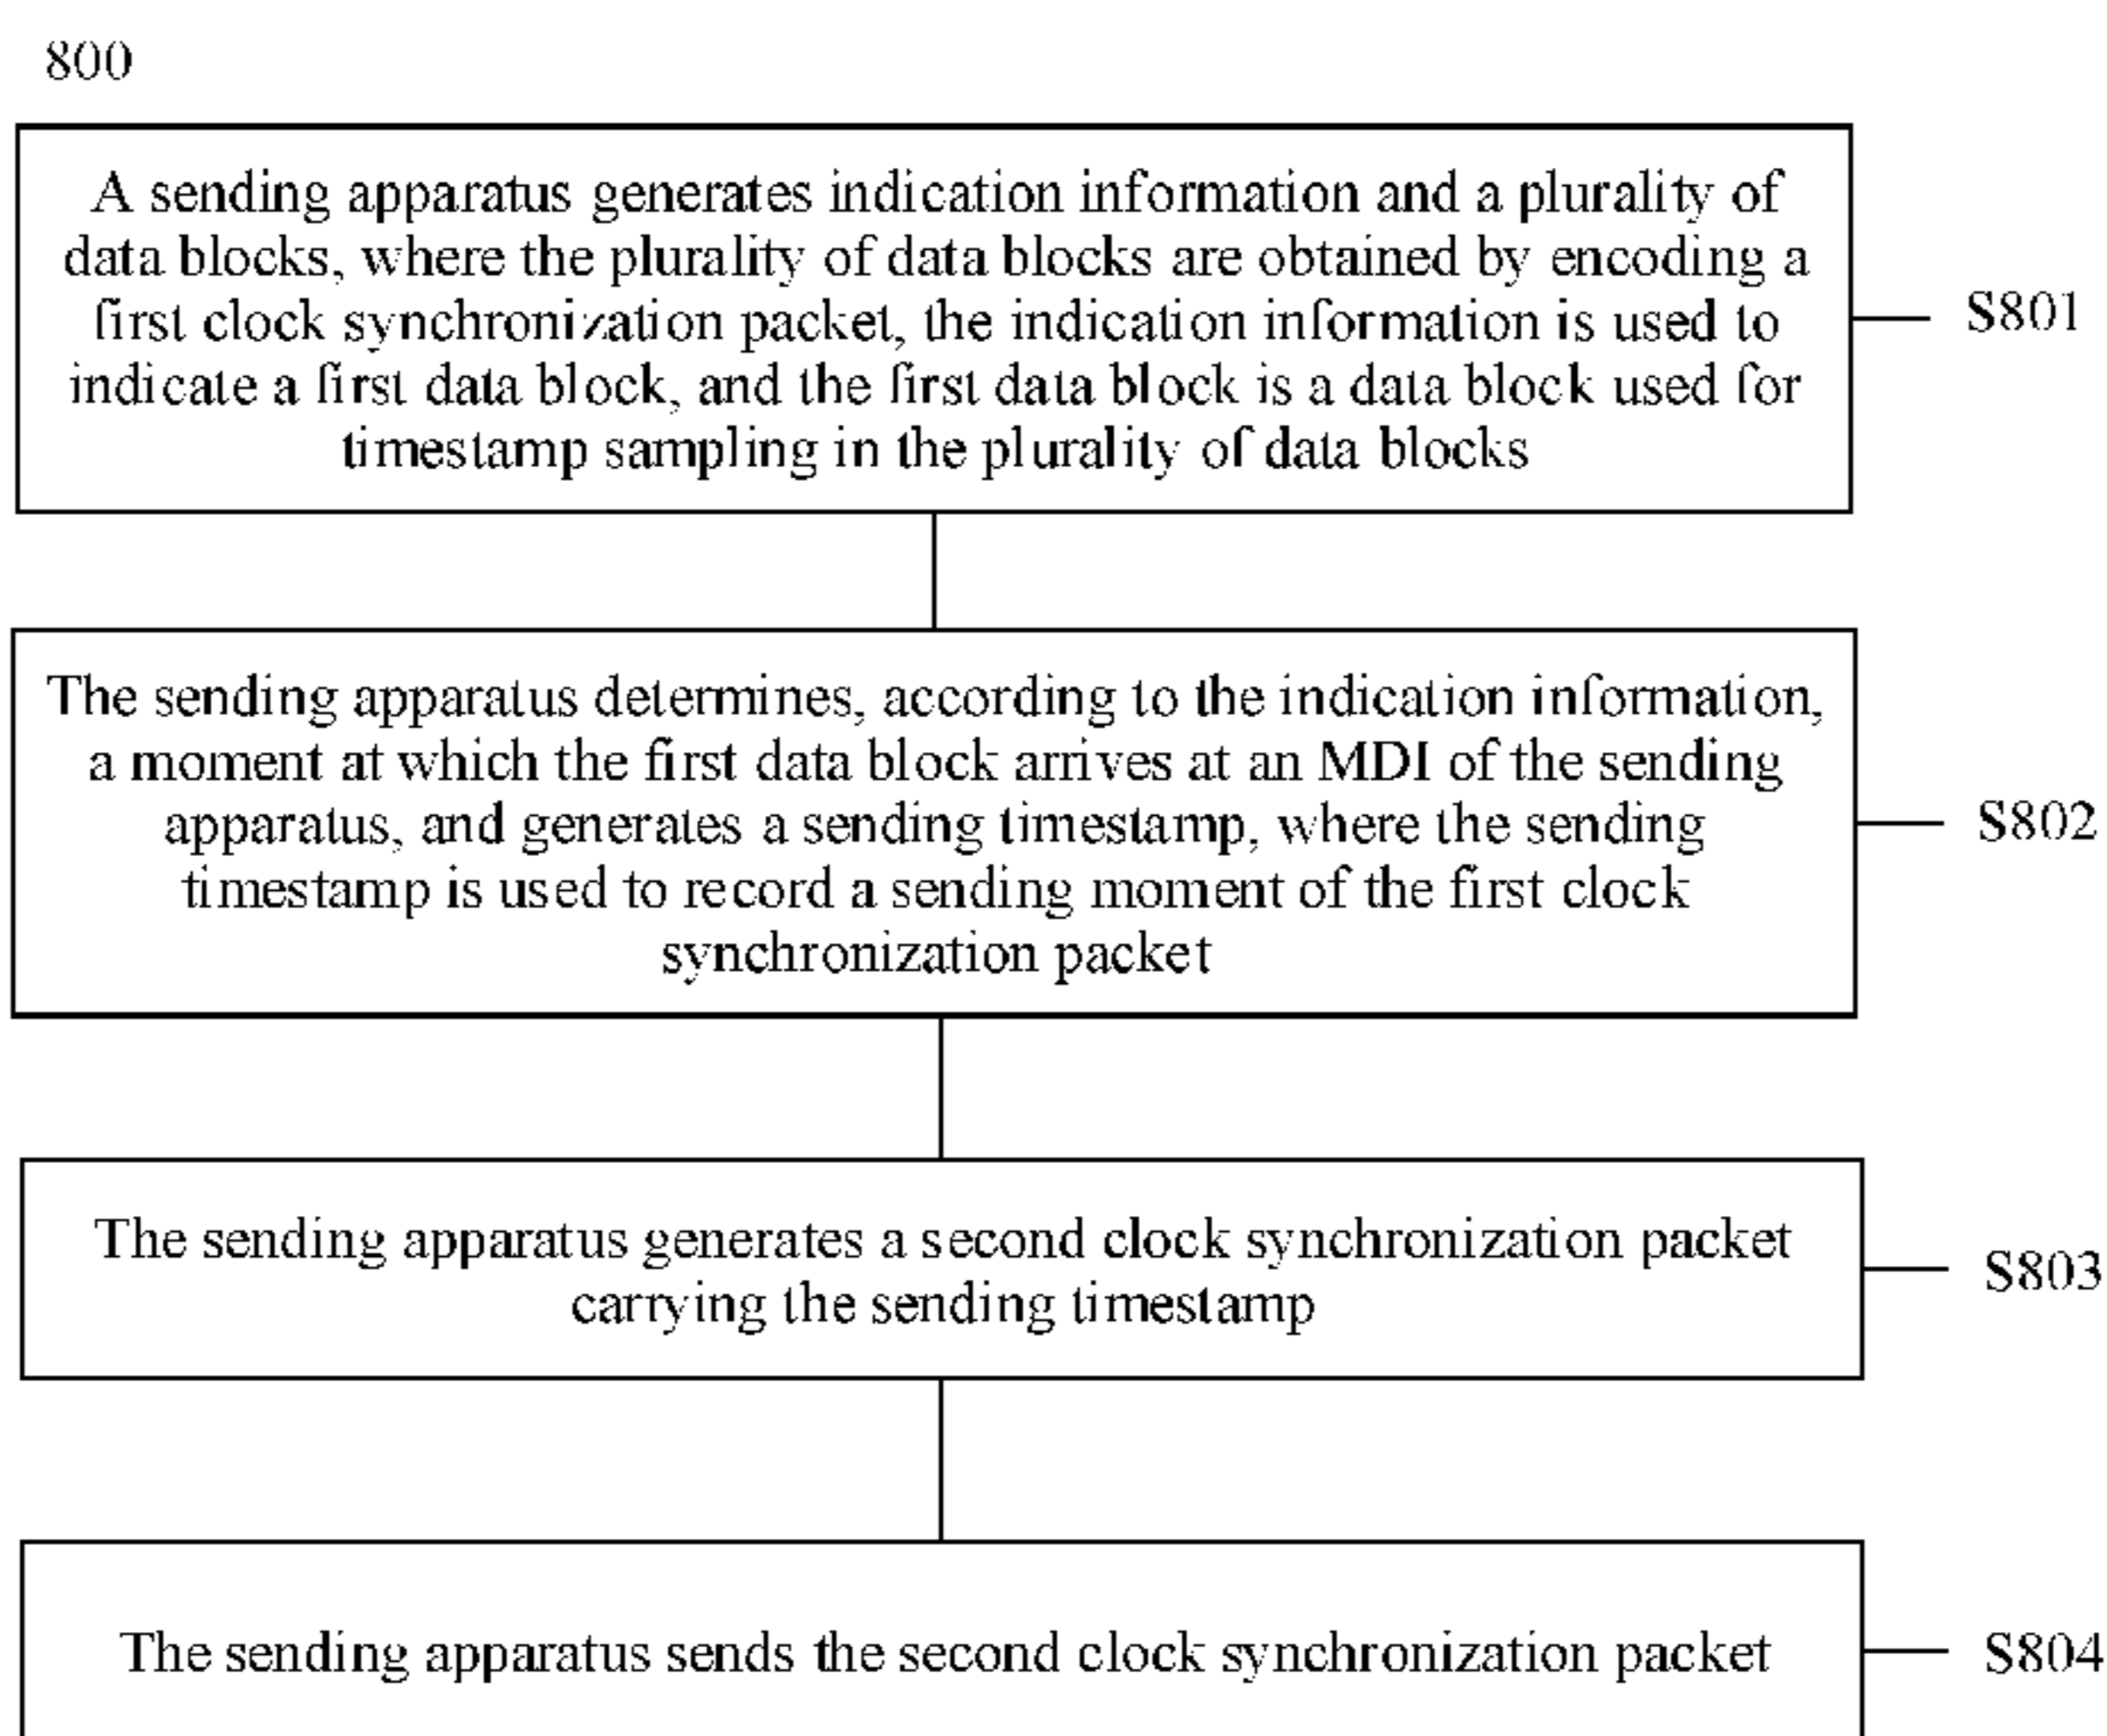 800
A sending apparatus generates indication information and a plurality of
data blocks, where the plurality of data blocks are obtained by encoding a
first clock synchronization packet, the indication information is used to
indicate a first data block, and the first data block is a data block used for
timestamp sampling in the plurality of data blocks
S801
The sending apparatus determines, according to the indication information,
a moment at which the first data block arrives at an MDI of the sending
apparatus, and generates a sending timestamp, where the sending
timestamp is used to record a sending moment of the first clock
synchronization packet
S802
The sending apparatus generates a second clock synchronization packet
carrying the sending timestamp
S803
The sending apparatus sends the second clock synchronization packet
S804